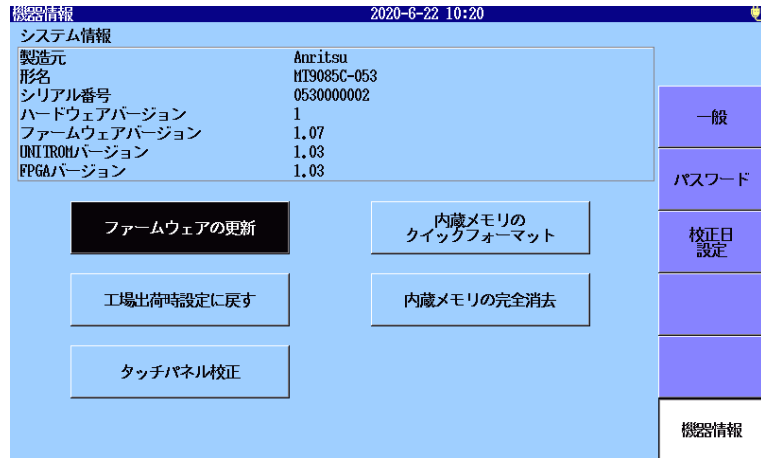 機器情報 2020-6-22 10:20
システム情報
製造元 Anritsu
形名 MT9085C-053
シリアル番号 0530000002
ハードウェアバージョン 1
ファームウェアバージョン 1.07
UNITROMバージョン 1.03
FPGAバージョン 1.03
ファームウェアの更新
内蔵メモリの
クイックフォーマット
工場出荷時設定に戻す
内蔵メモリの完全消去
タッチパネル校正
一般
パスワード
校正日
設定
機器情報